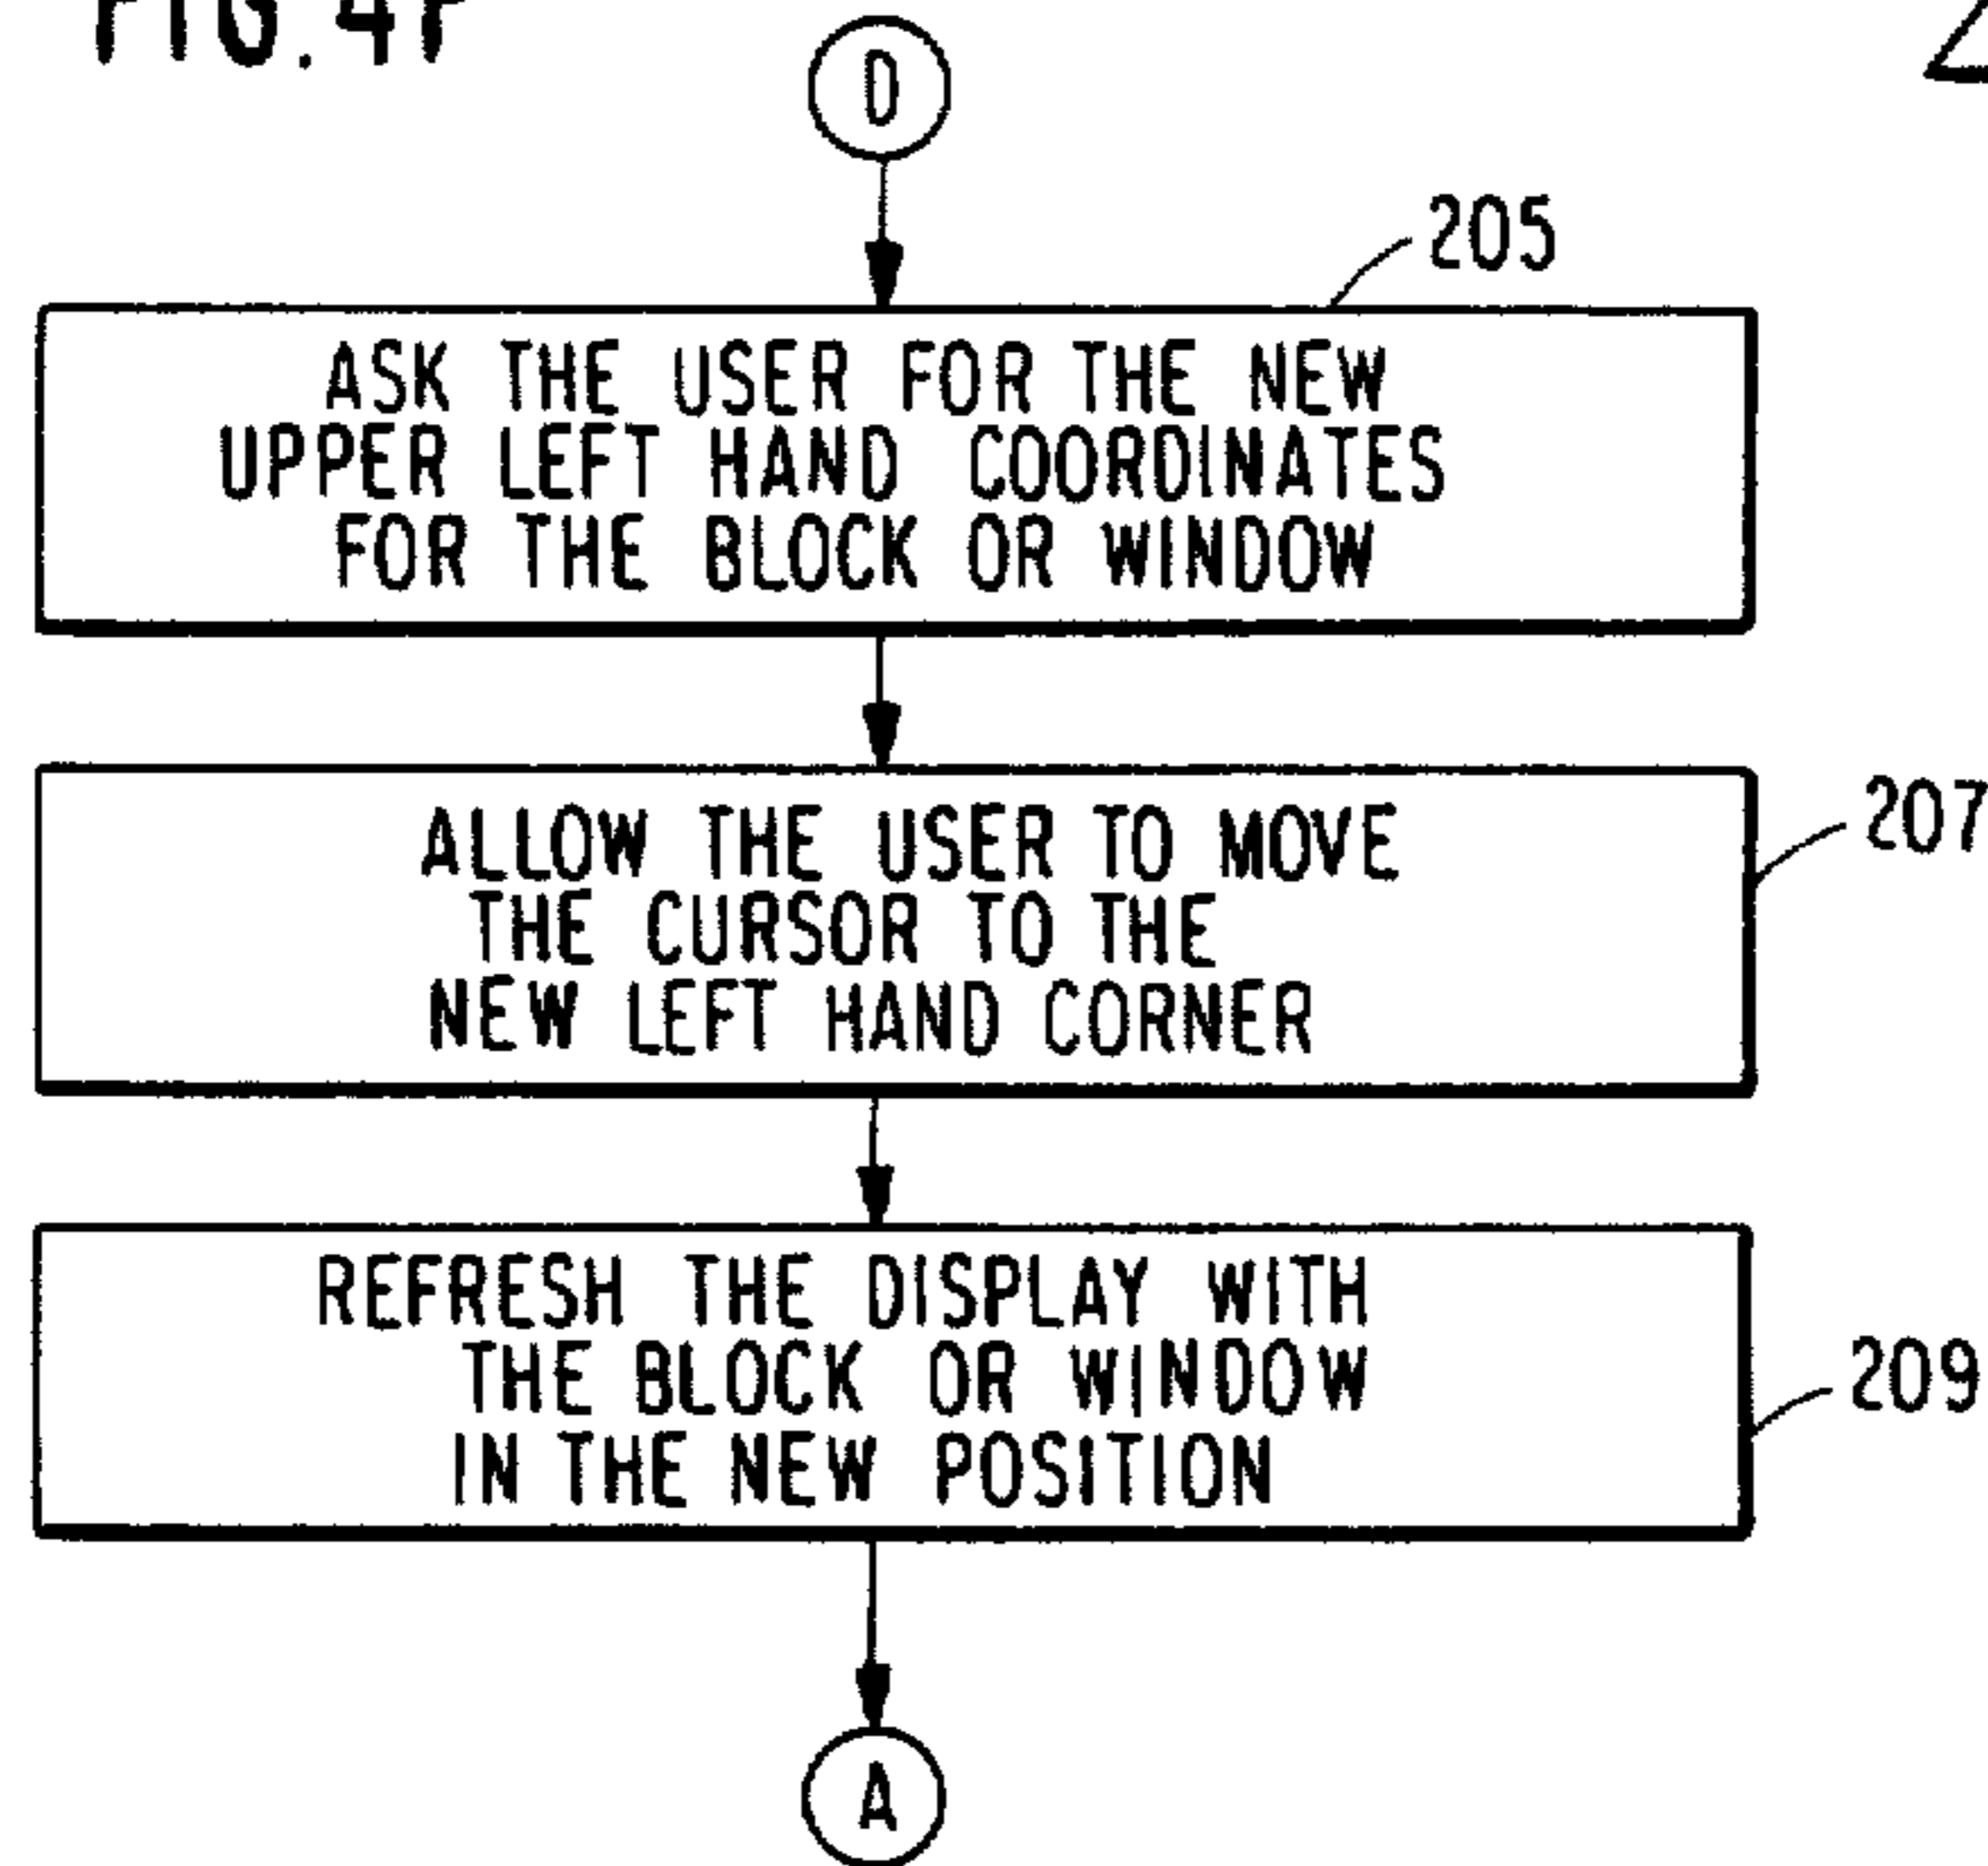 FIG. 4F
D
205
ASK THE USER FOR THE NEW
UPPER LEFT HAND COORDINATES
FOR THE BLOCK OR WINDOW
ALLOW THE USER TO MOVE
THE CURSOR TO THE
NEW LEFT HAND CORNER
207
REFRESH THE DISPLAY WITH
THE BLOCK OR WINDOW
IN THE NEW POSITION
209
A